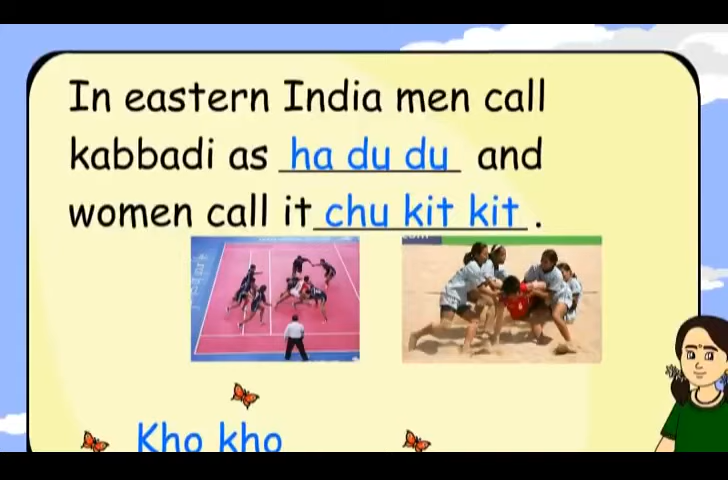 In eastern India men call
kabbadi as ha du du and
women call it chu kit kit .
Kho kho